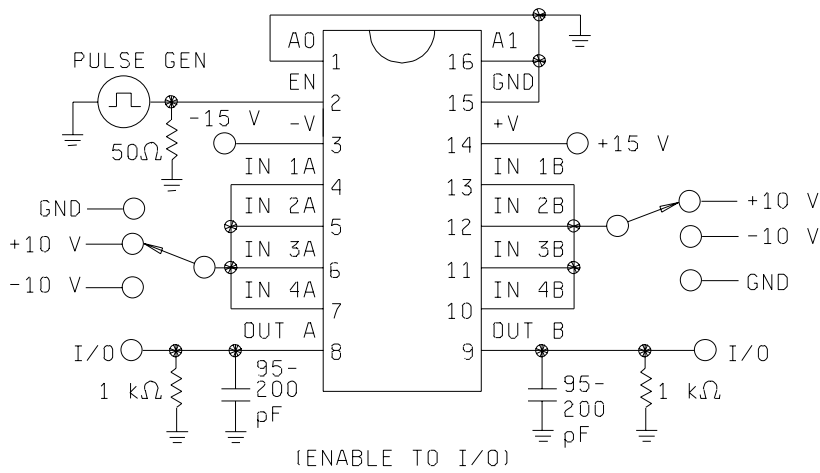 A0
A1
PULSE GEN
1
16
EN
GND
2
15
-15 V
-V
+V
50Ω
3
14
+15 V
IN 1A
IN 1B
4
13
GND
IN 2A
IN 2B
+10 V
5
12
+10 V
IN 3A
IN 3B
-10 V
6
11
-10 V
IN 4A
IN 4B
GND
7
10
OUT A
OUT B
I/O
8
9
I/O
1 kΩ
95-
200
pF
95-
200
pF
1 kΩ
(ENABLE TO I/O)